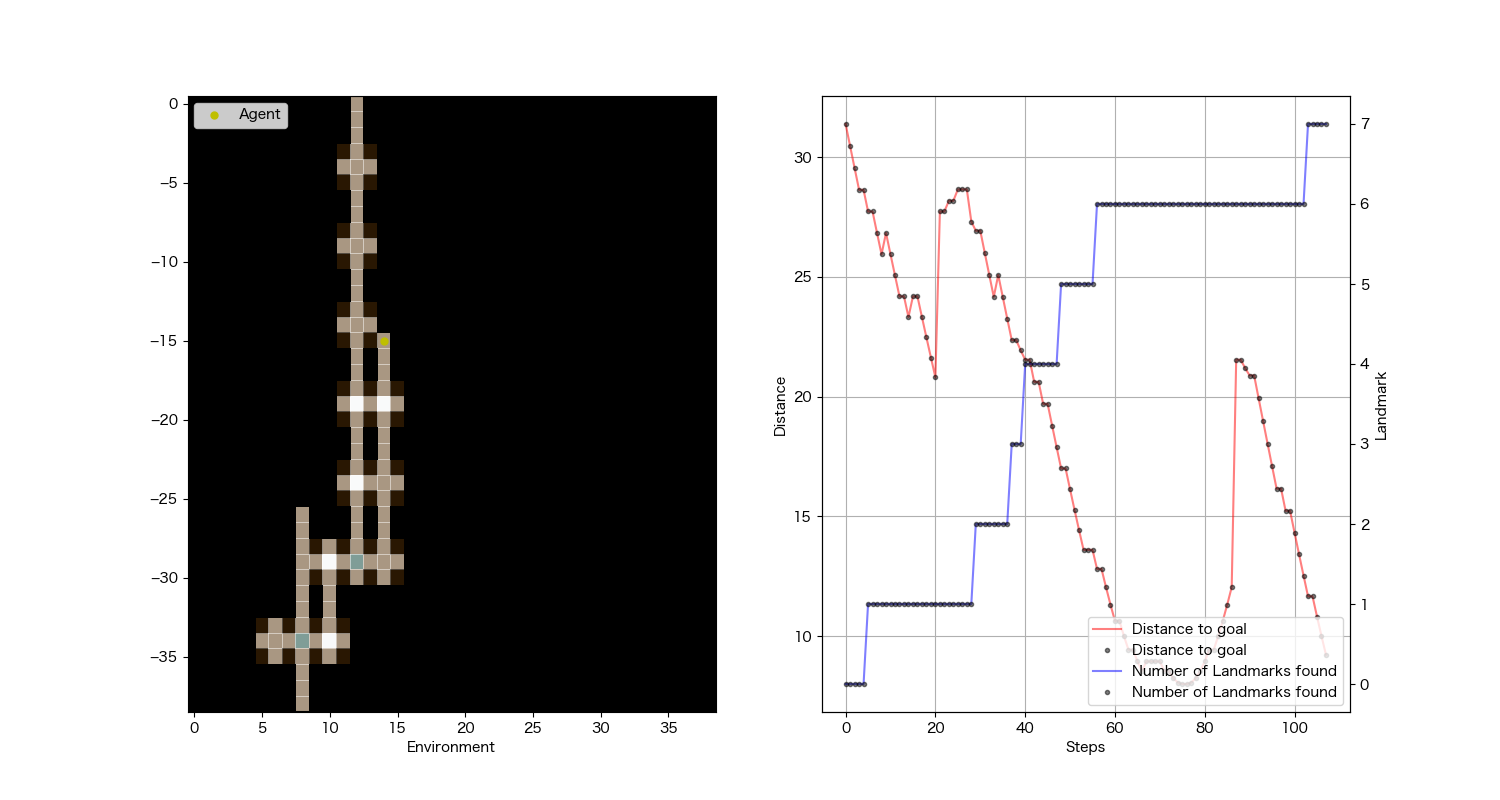 Agent
0
−5
−10
−15
−20
−25
−30
−35
0 5 10 15 20 25 30 35
Environment
30
25
20
15
10
Distance
7
6
5
4
3
2
1
0
Landmark
Distance to goal
Distance to goal
Number of Landmarks found
Number of Landmarks found
0 20 40 60 80 100
Steps